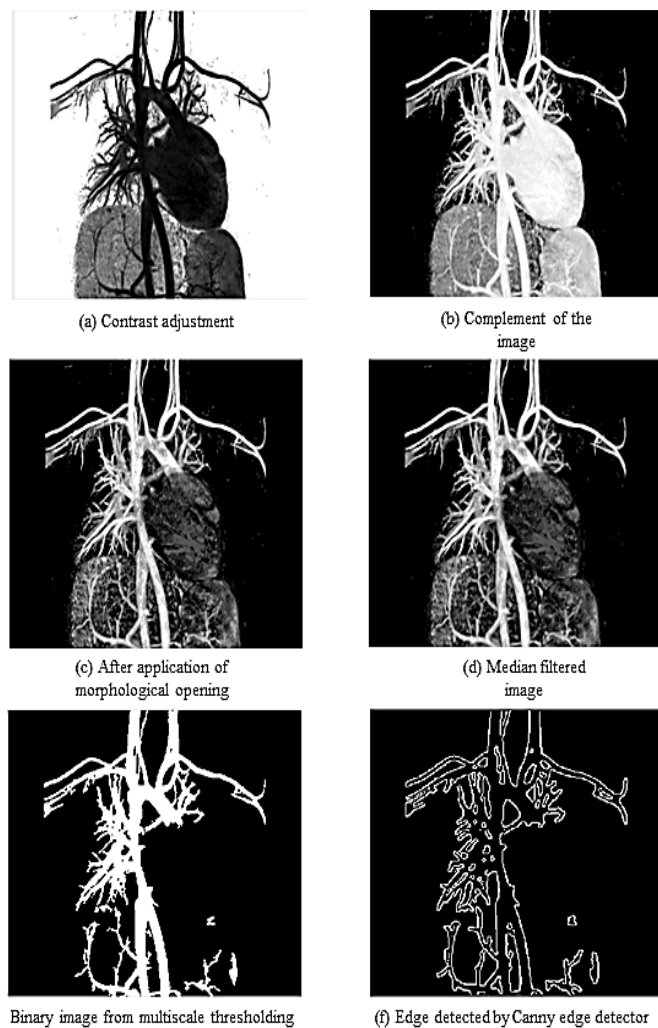 (a) Contrast adjustment
(b) Complement of the
image
(c) After application of
morphological opening
(d) Median filtered
image
Binary image from multiscale thresholding
(f) Edge detected by Canny edge detector